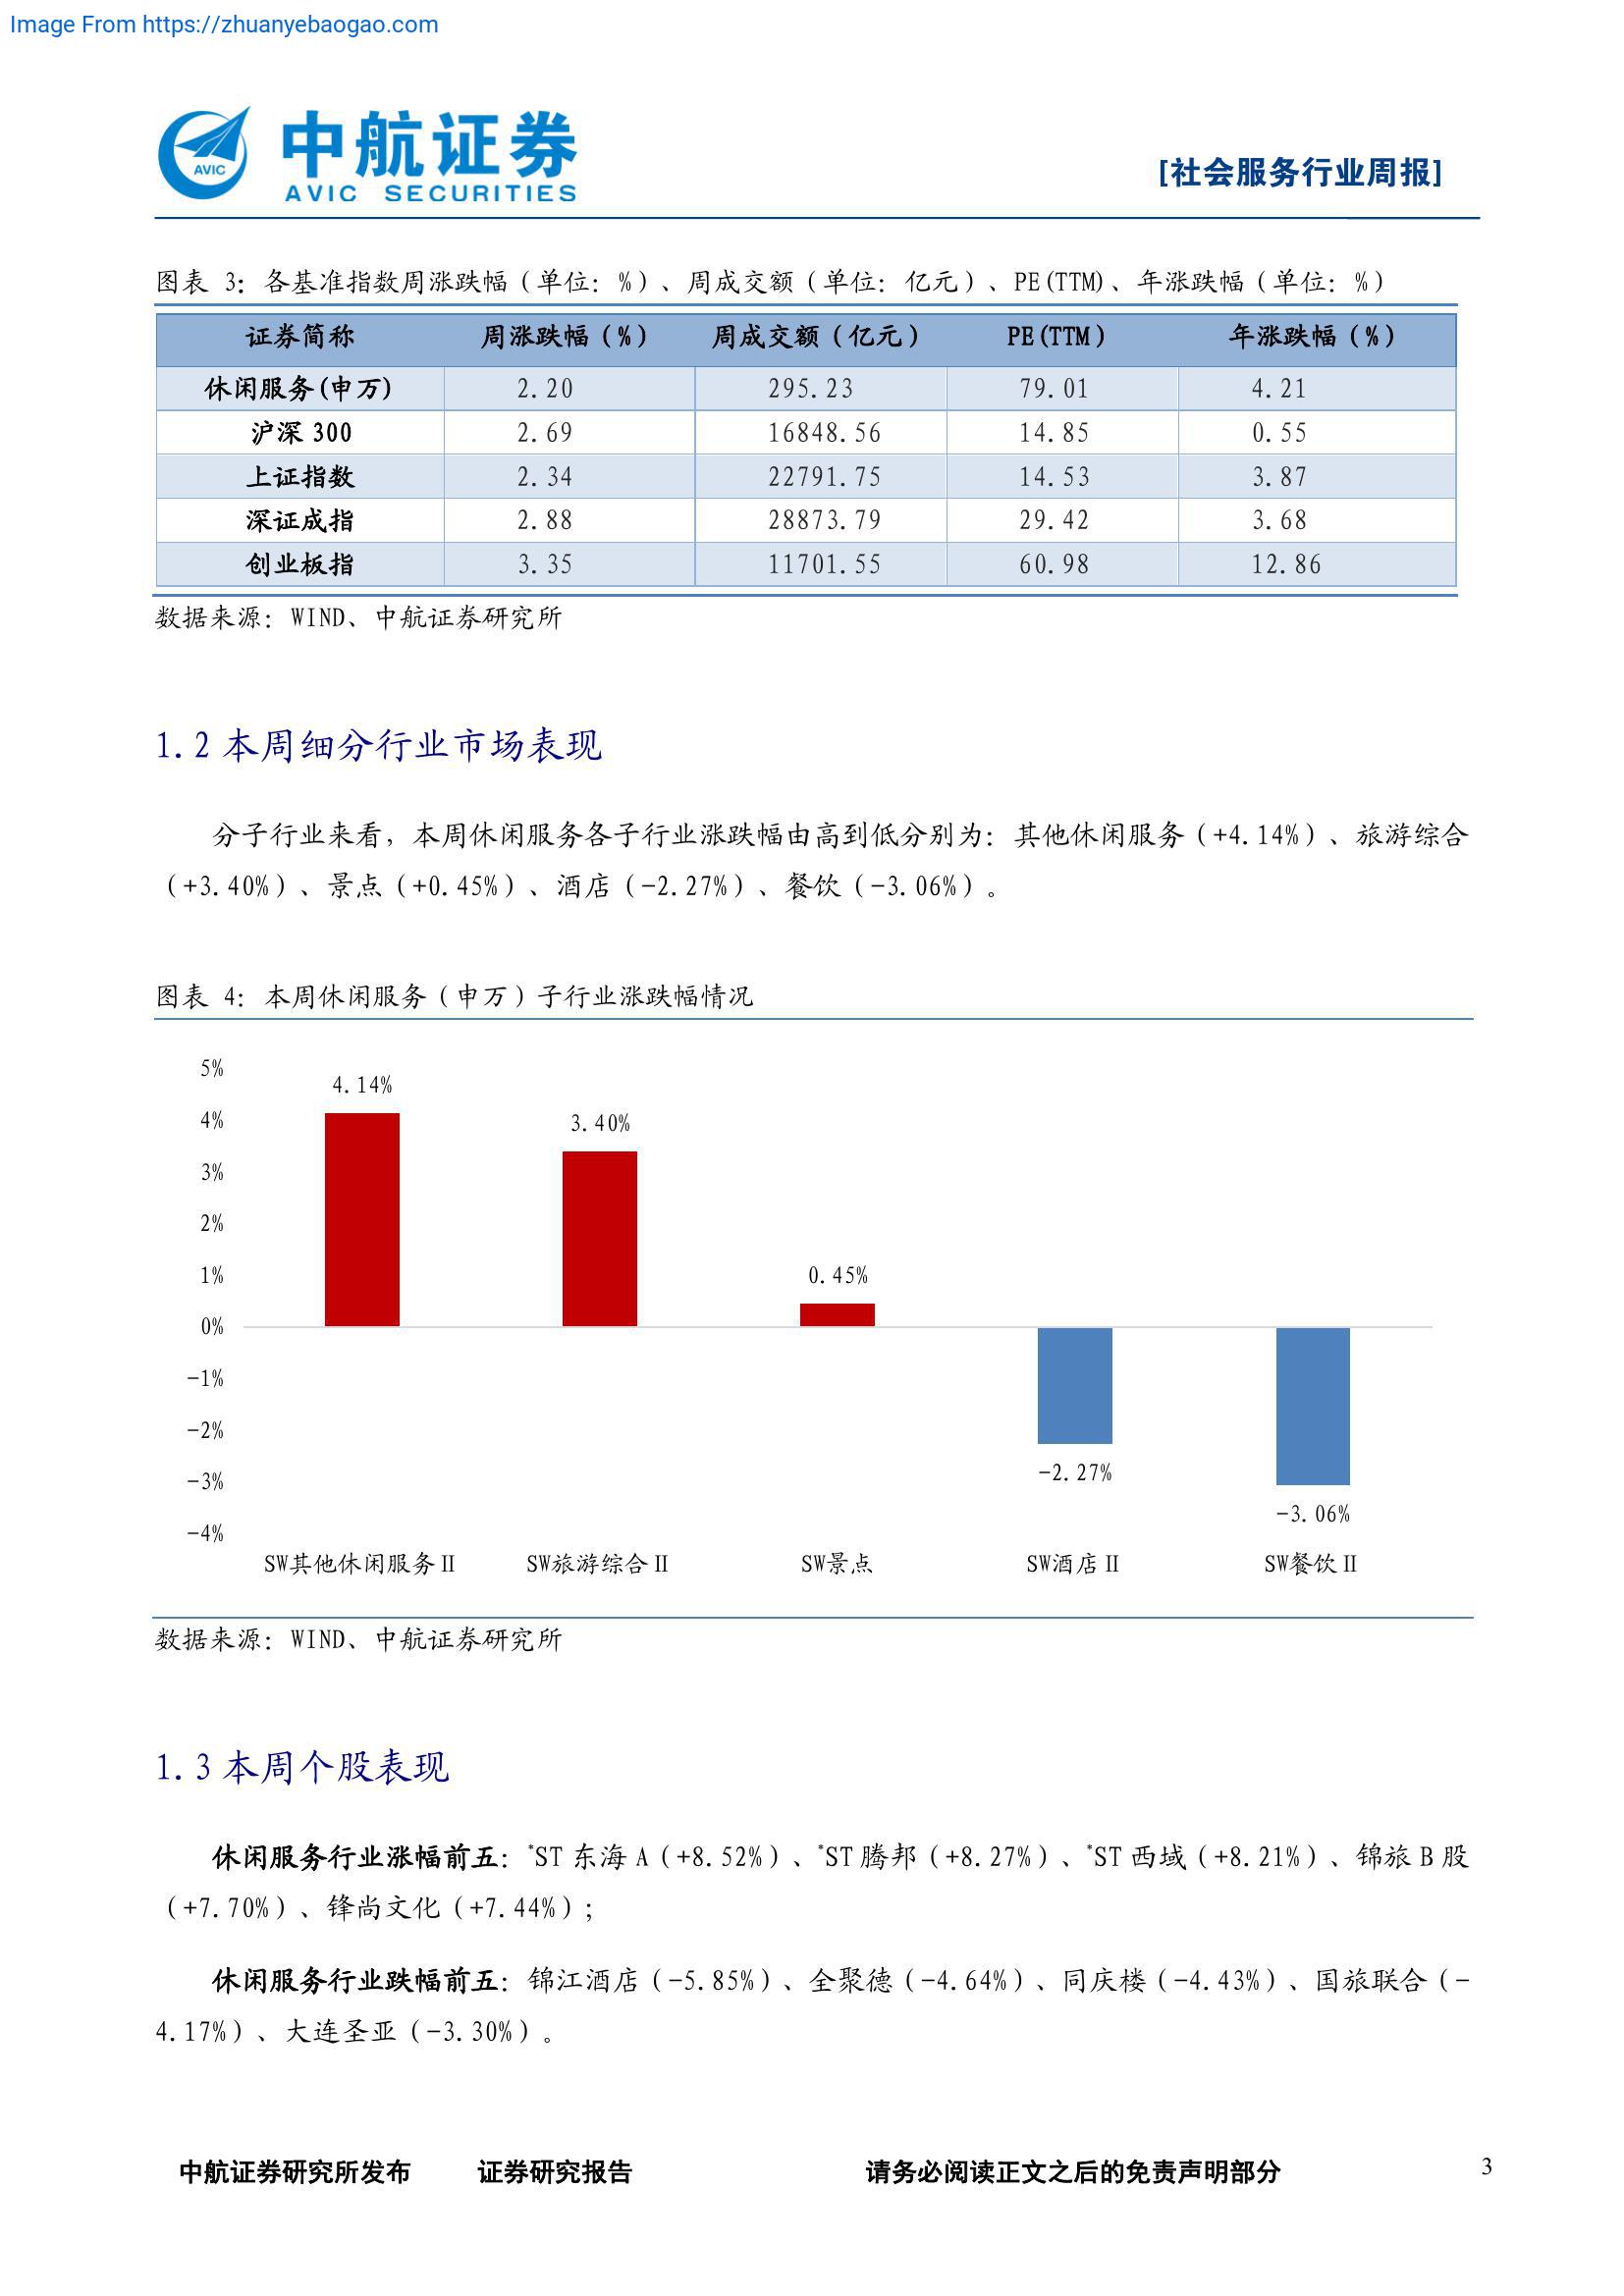 Image From https://zhuanyebaogao.com
AVIC
中航证券
AVIC SECURITIES
[社会服务行业周报]
图表 3：各基准指数周涨跌幅（单位：%）、周成交额（单位：亿元）、PE(TTM)、年涨跌幅（单位：%）
证券简称 周涨跌幅（%） 周成交额（亿元） PE(TTM) 年涨跌幅（%）
休闲服务(申万) 2.20 295.23 79.01 4.21
沪深 300 2.69 16848.56 14.85 0.55
上证指数 2.34 22791.75 14.53 3.87
深证成指 2.88 28873.79 29.42 3.68
创业板指 3.35 11701.55 60.98 12.86
数据来源：WIND、中航证券研究所
1.2 本周细分行业市场表现
分子行业来看，本周休闲服务各子行业涨跌幅由高到低分别为：其他休闲服务（+4.14%）、旅游综合
（+3.40%）、景点（+0.45%）、酒店（-2.27%）、餐饮（-3.06%）。
图表 4：本周休闲服务（申万）子行业涨跌幅情况
5%
4.14%
4%
3.40%
3%
2%
1%
0.45%
0%
-1%
-2%
-2.27%
-3%
-3.06%
-4%
SW其他休闲服务Ⅱ SW旅游综合Ⅱ SW景点 SW酒店Ⅱ SW餐饮Ⅱ
数据来源：WIND、中航证券研究所
1.3 本周个股表现
休闲服务行业涨幅前五：*ST 东海 A（+8.52%）、*ST 腾邦（+8.27%）、*ST 西域（+8.21%）、锦旅 B 股
（+7.70%）、锋尚文化（+7.44%）；
休闲服务行业跌幅前五：锦江酒店（-5.85%）、全聚德（-4.64%）、同庆楼（-4.43%）、国旅联合（-
4.17%）、大连圣亚（-3.30%）。
中航证券研究所发布 证券研究报告 请务必阅读正文之后的免责声明部分 3